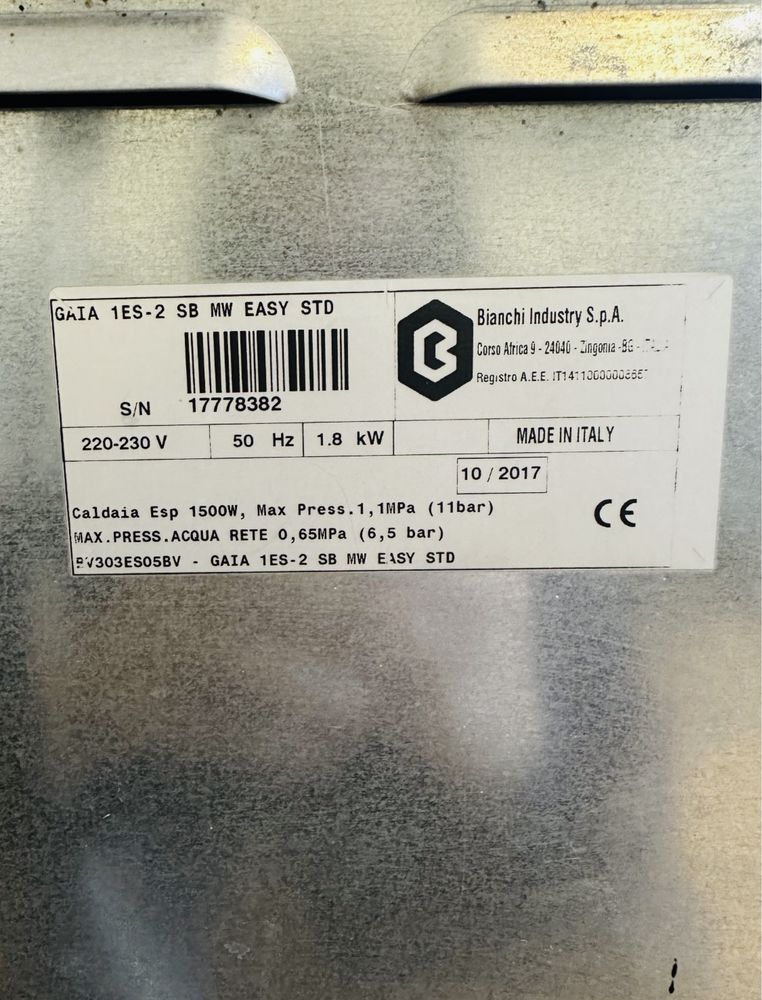 GAIA 1ES-2 SB MW EASY STD
S/N 17778382
Bianchi Industry S.p.A.
Corso Africa 9 - 24040 - Zingonia -BG -
Registro A.E.E.
220-230 V 50 Hz 1.8 kW MADE IN ITALY
10 / 2017
Caldaia Esp 1500W, Max Press.1,1MPa (11bar)
MAX.PRESS.ACQUA RETE 0,65MPa (6,5 bar)
CE
BV303ES05BV - GAIA 1ES-2 SB MW EASY STD